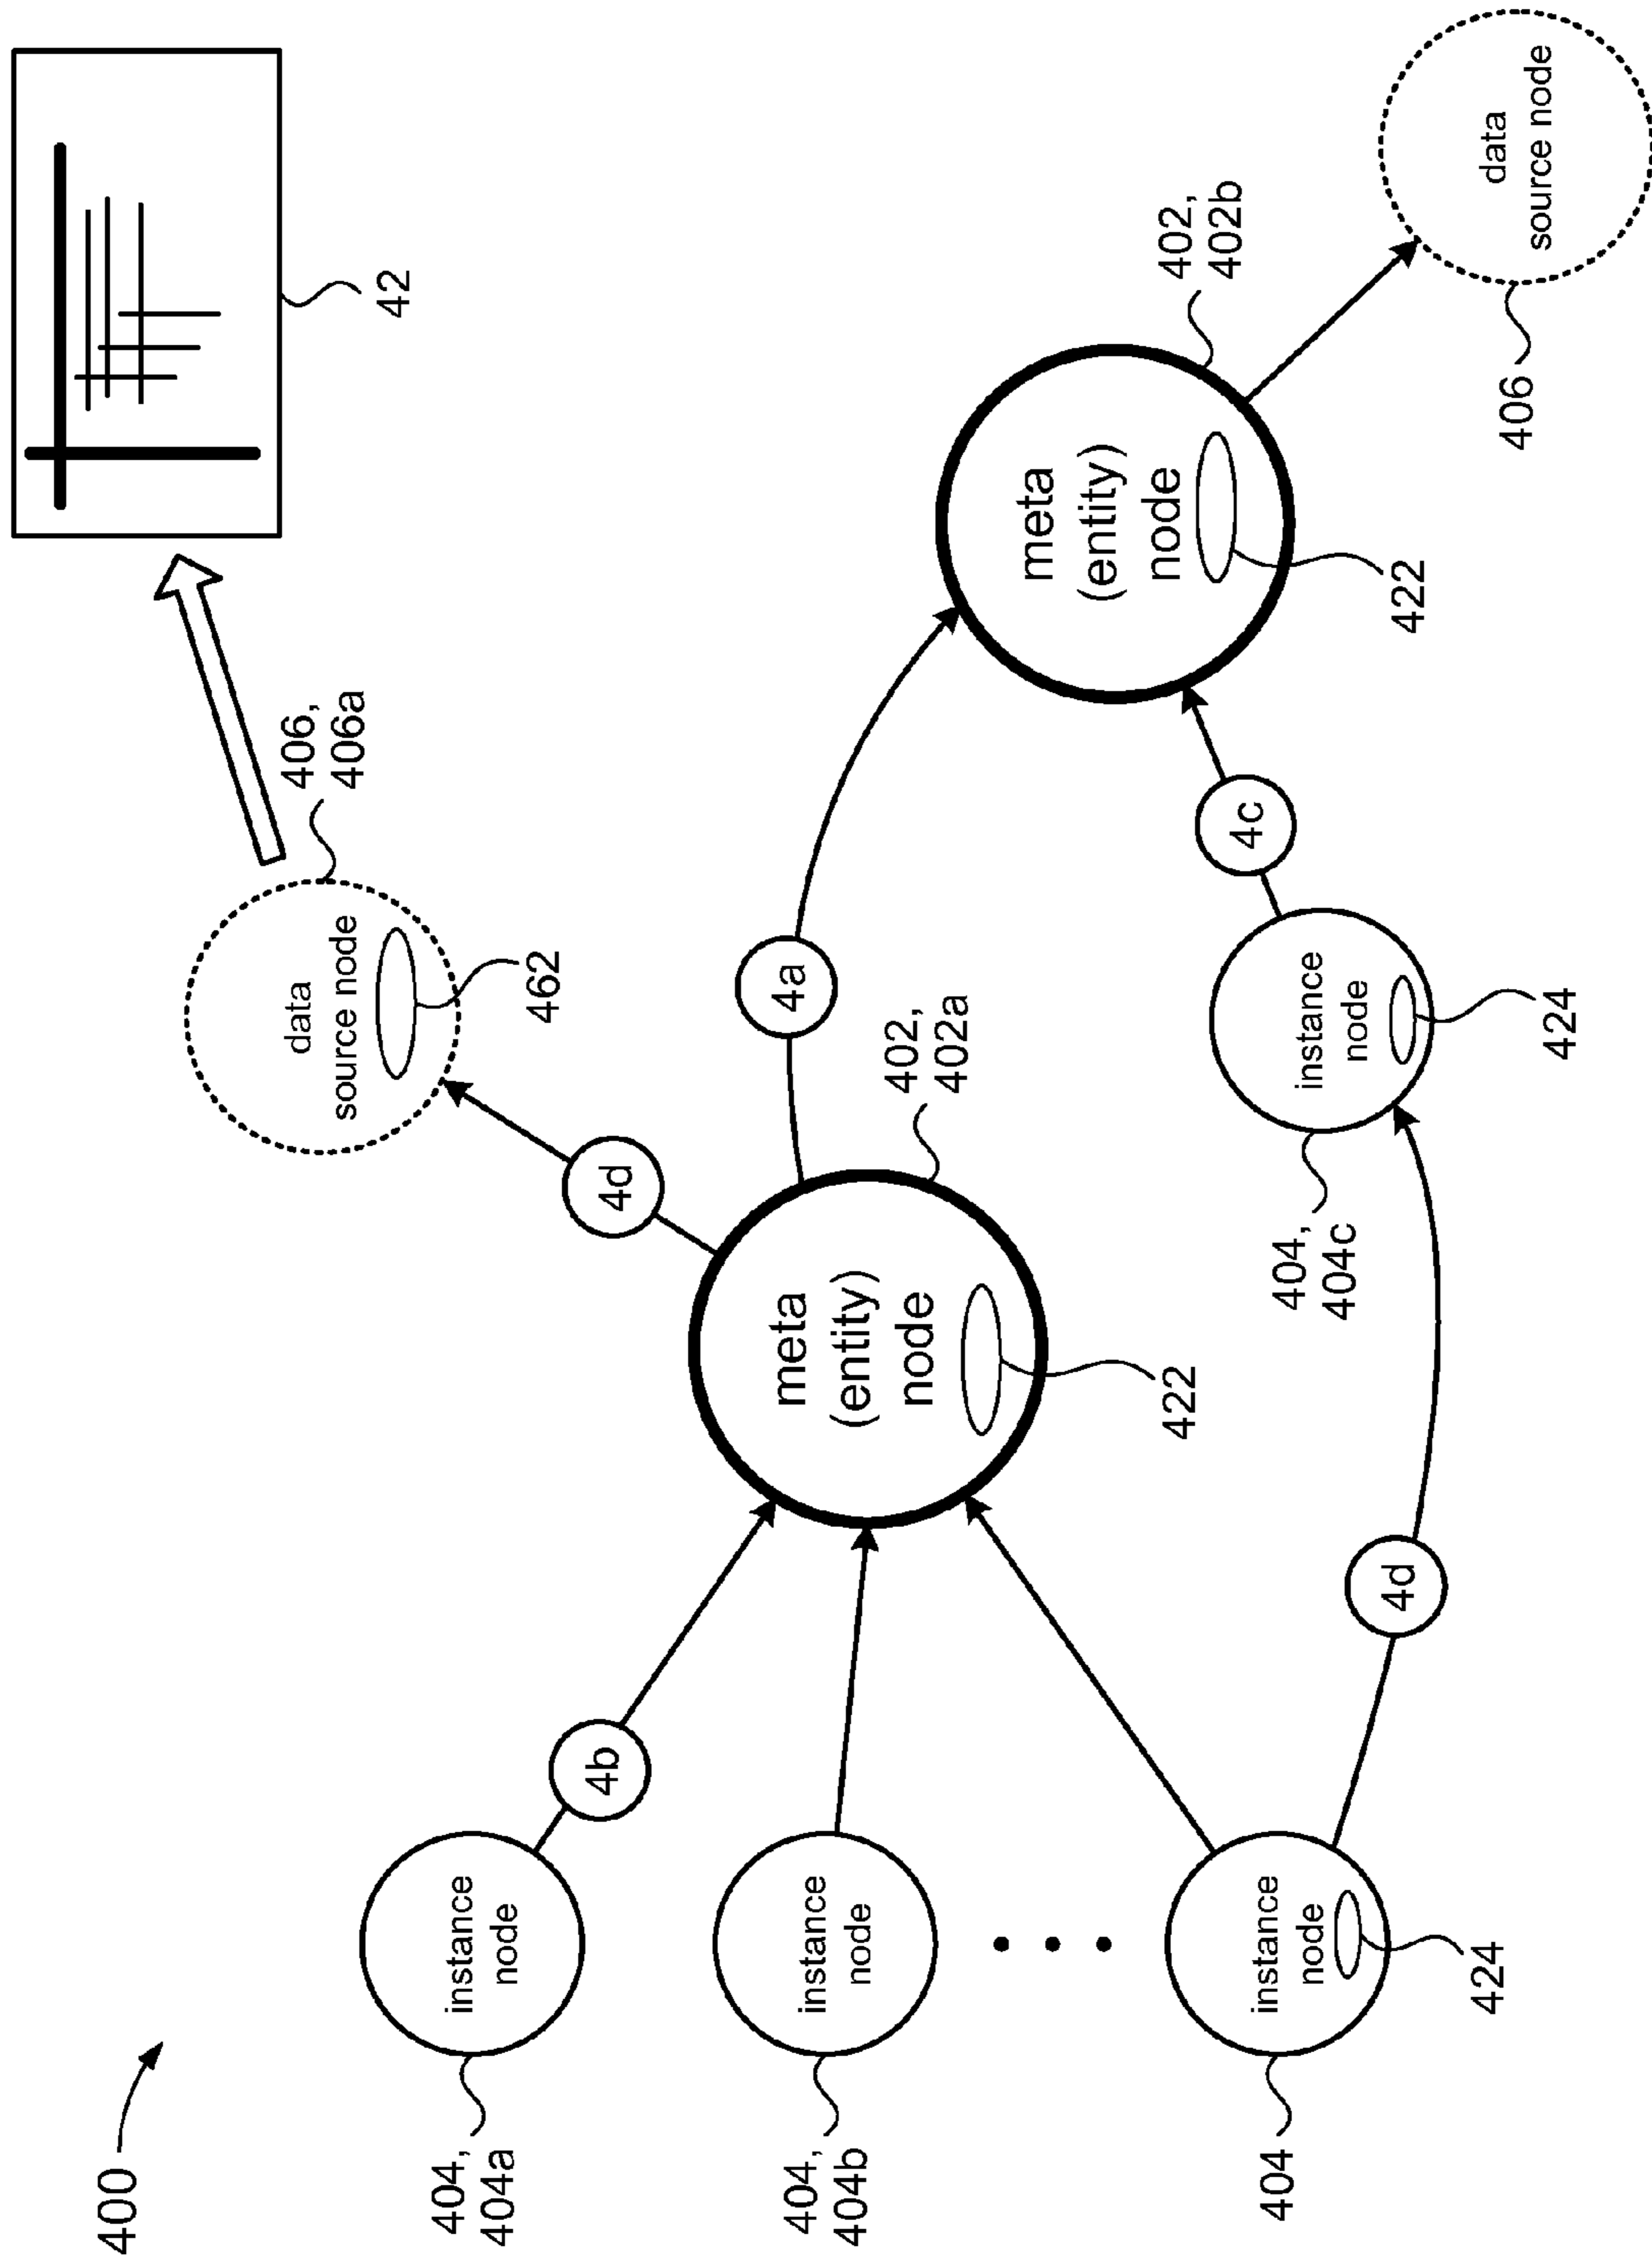 400
data
source node
406,
406a
42
404,
404a
instance
node
462
4b
4d
meta
(entity)
node
4a
404,
404b
instance
node
402,
402a
meta
(entity)
node
422
402,
402b
4c
404
instance
node
404,
404c
instance
node
4d
422
424
data
source node
406
424